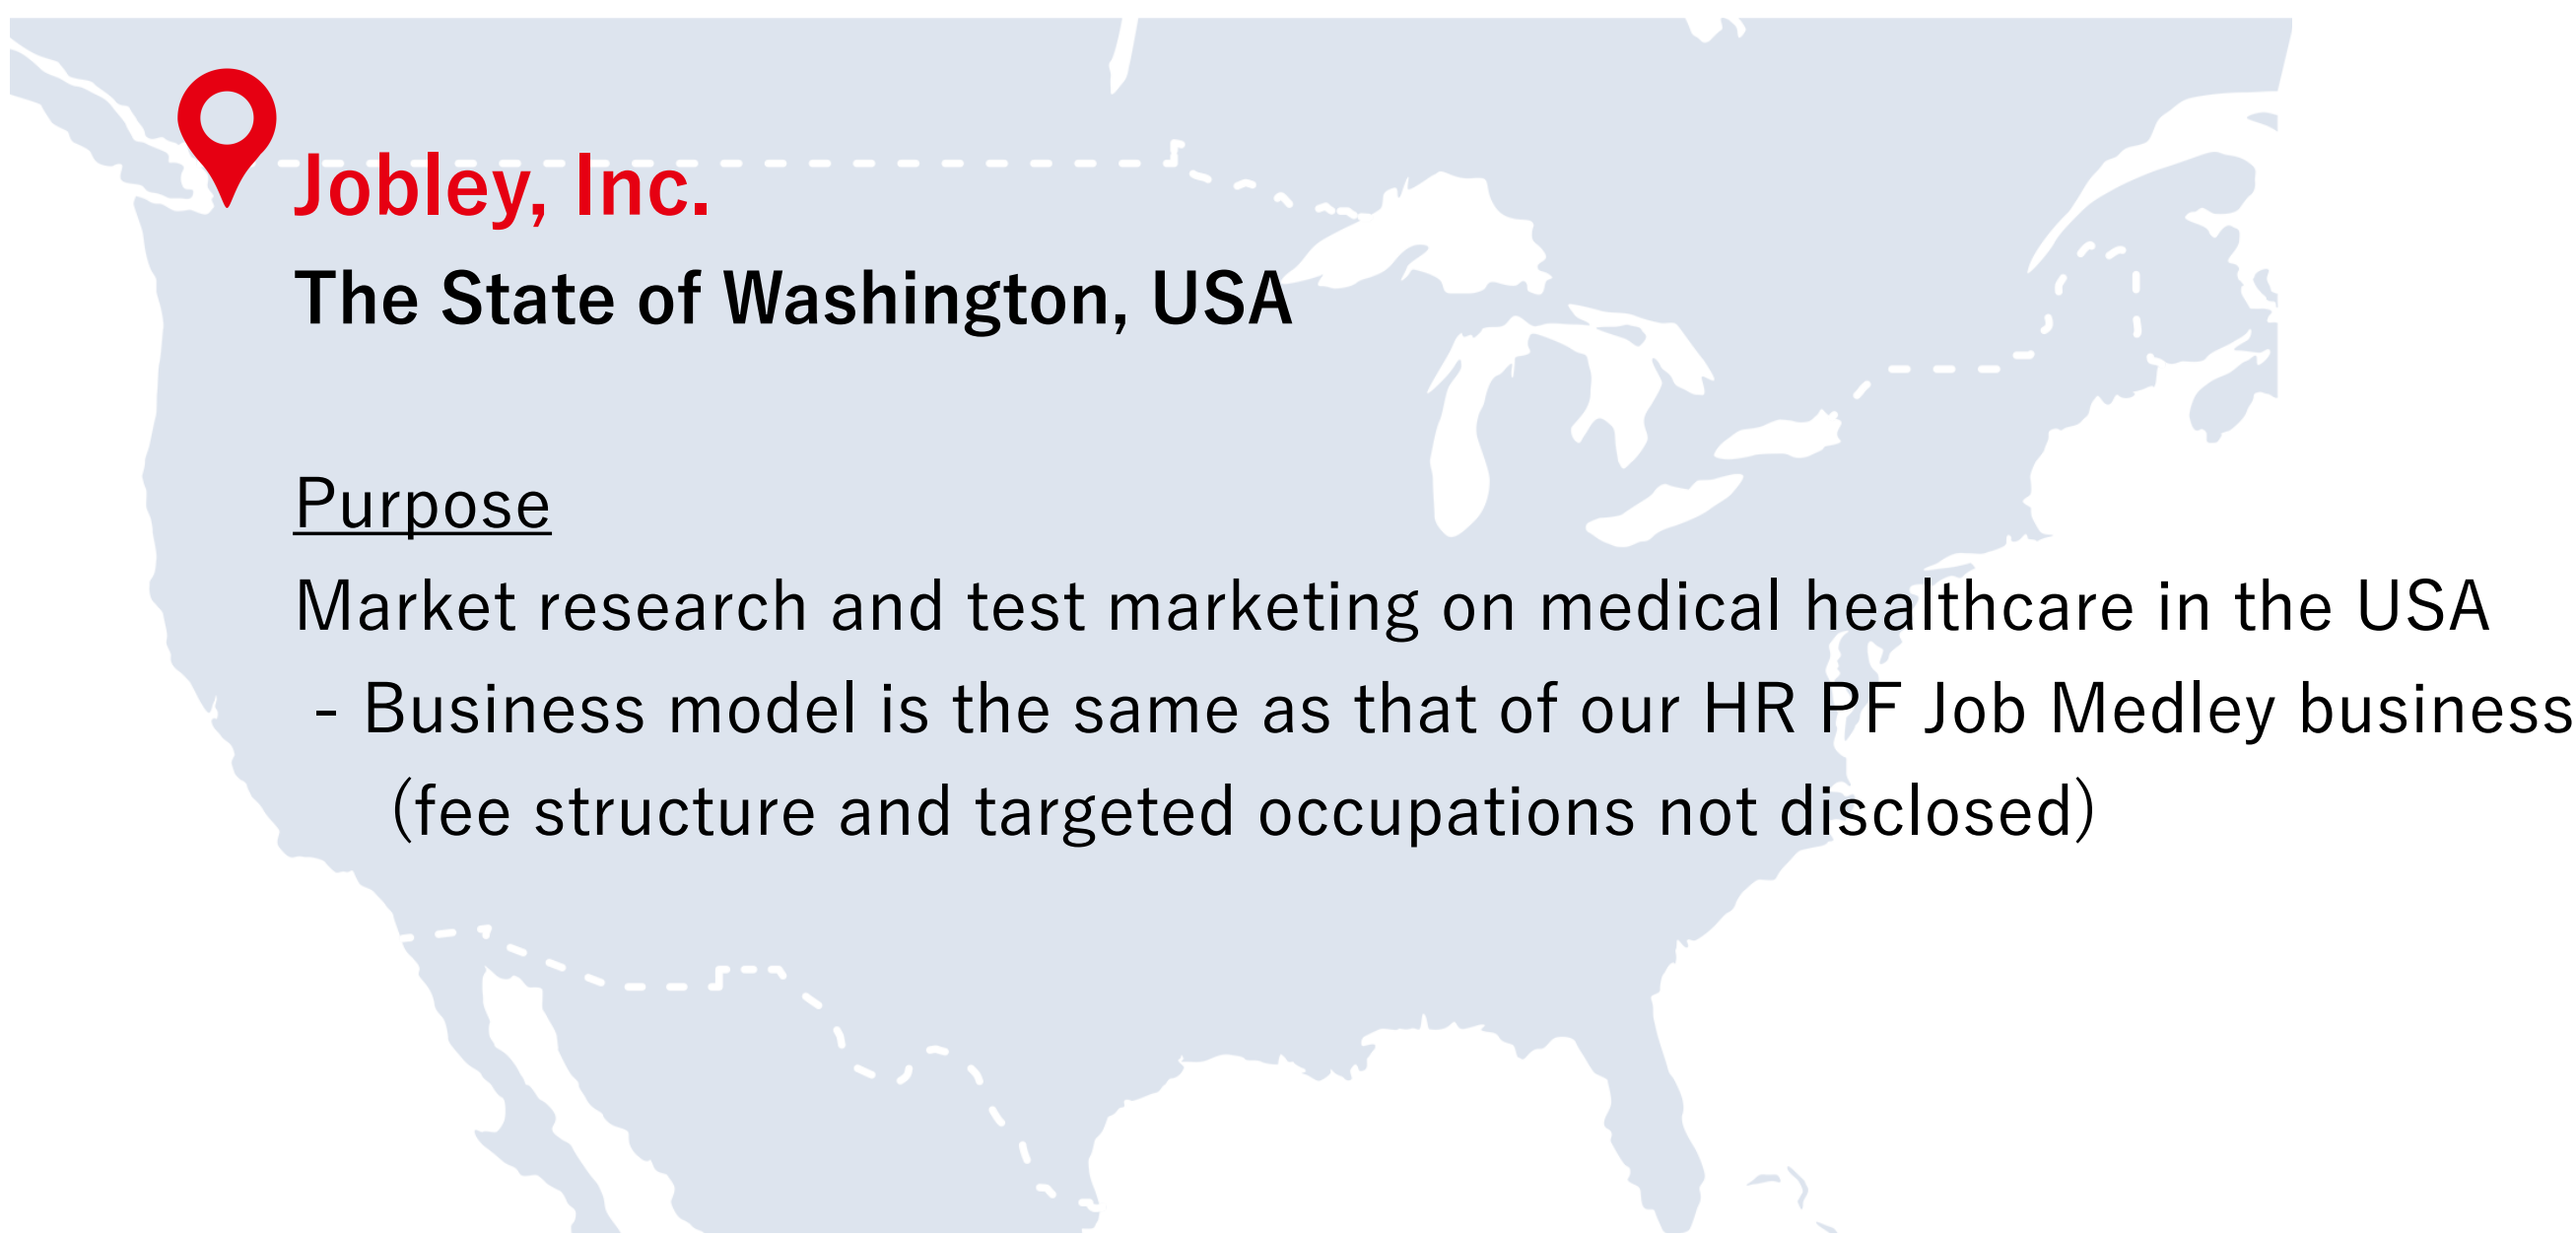 Jobley, Inc.
The State of Washington, USA
Purpose
Market research and test marketing on medical healthcare in the USA
- Business model is the same as that of our HR PF Job Medley business
(fee structure and targeted occupations not disclosed)